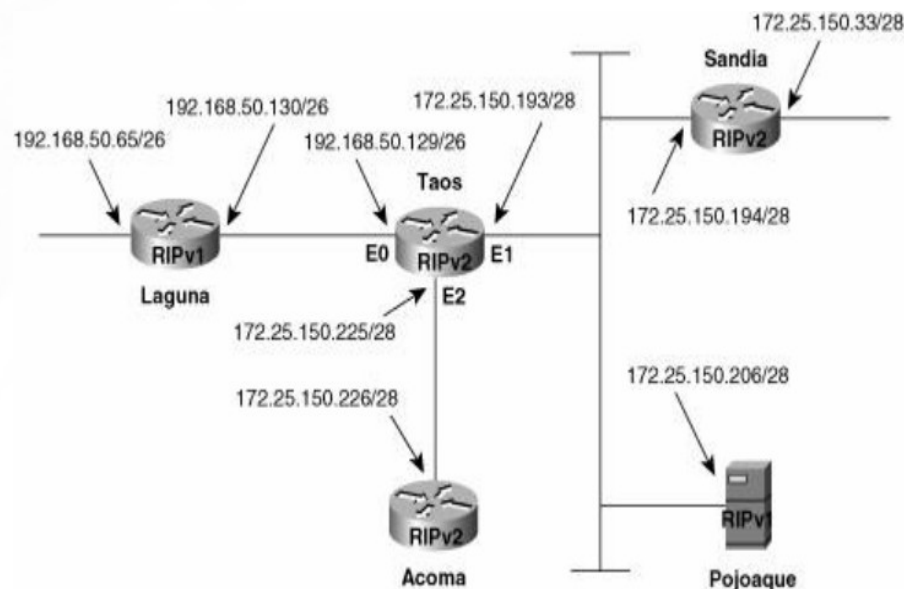 172.25.150.33/28
Sandia
192.168.50.130/26
172.25.150.193/28
192.168.50.65/26
192.168.50.129/26
RIPv2
Taos
172.25.150.194/28
RIPv1
E0
RIPv2
E1
Laguna
E2
172.25.150.225/28
172.25.150.206/28
172.25.150.226/28
RIPv1
RIPv2
Acoma
Pojoaque